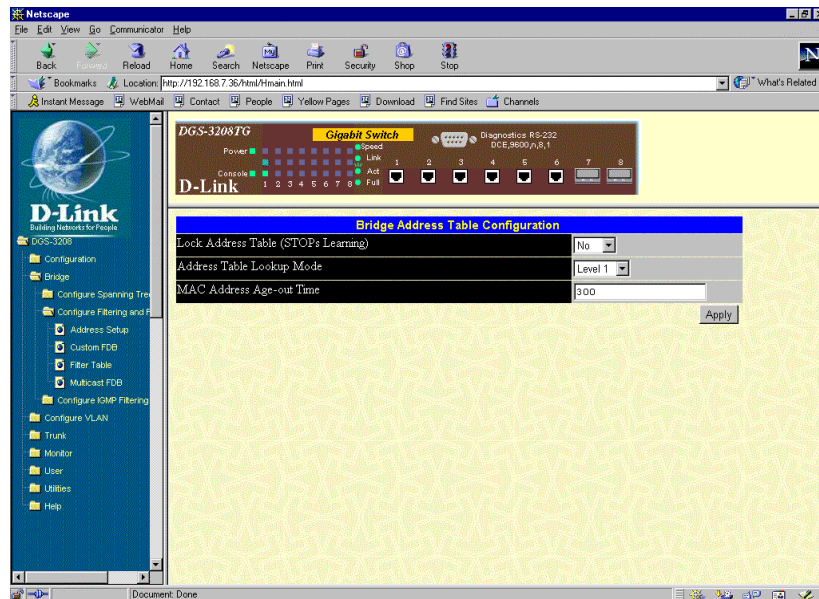 Netscape
File Edit View Go Communicator Help
Back Forward Reload Home Search Netscape Print Security Shop Stop
Bookmarks Location: http://192.168.7.36/html/Hmain.html What's Related
Instant Message WebMail Contact People Yellow Pages Download Find Sites Channels
D-Link
Building Networks for People
DGS-3208
Configuration
Bridge
Configure Spanning Tre
Configure Filtering and F
Address Setup
Custom FDB
Filter Table
Multicast FDB
Configure IGMP Filtering
Configure VLAN
Trunk
Monitor
User
Utilities
Help
DGS-3208TG
Gigabit Switch
Diagnostics RS-232
DCE,9600,n,8,1
Power
Speed
Link
Console
Act
Full
D-Link
1 2 3 4 5 6 7 8
1 2 3 4 5 6 7 8
Bridge Address Table Configuration
Lock Address Table (STOPs Learning) No
Address Table Lookup Mode Level 1
MAC Address Age-out Time 300
Apply
Document: Done